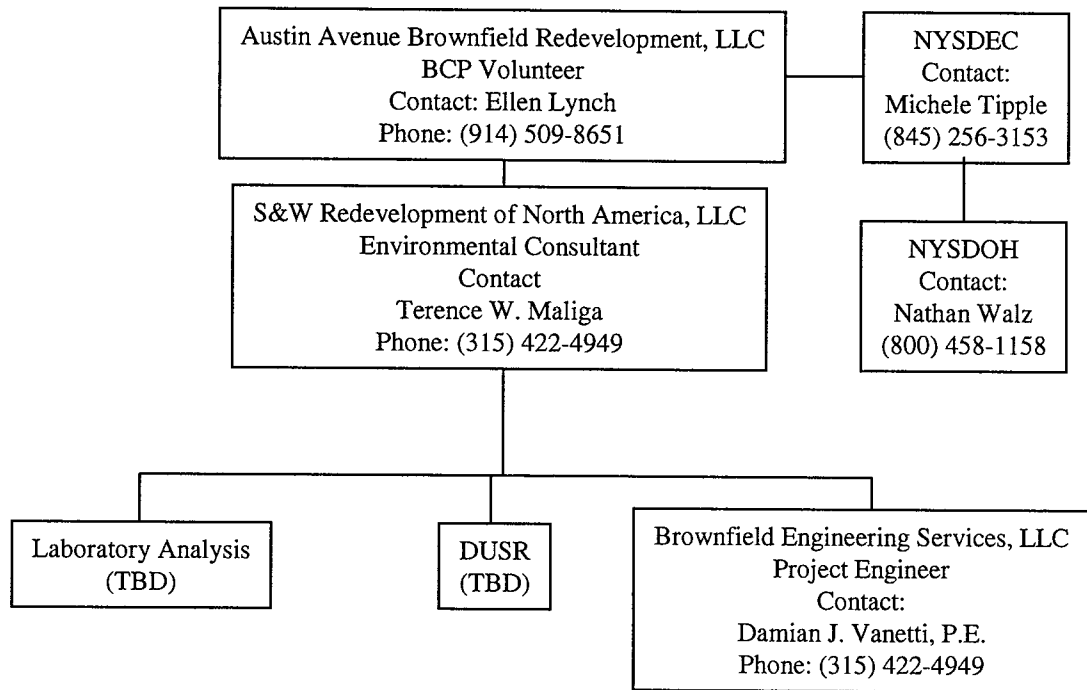 Austin Avenue Brownfield Redevelopment, LLC
BCP Volunteer
Contact: Ellen Lynch
Phone: (914) 509-8651
NYSDEC
Contact:
Michele Tipple
(845) 256-3153
S&W Redevelopment of North America, LLC
Environmental Consultant
Contact
Terence W. Maliga
Phone: (315) 422-4949
NYSDOH
Contact:
Nathan Walz
(800) 458-1158
Laboratory Analysis
(TBD)
DUSR
(TBD)
Brownfield Engineering Services, LLC
Project Engineer
Contact:
Damian J. Vanetti, P.E.
Phone: (315) 422-4949